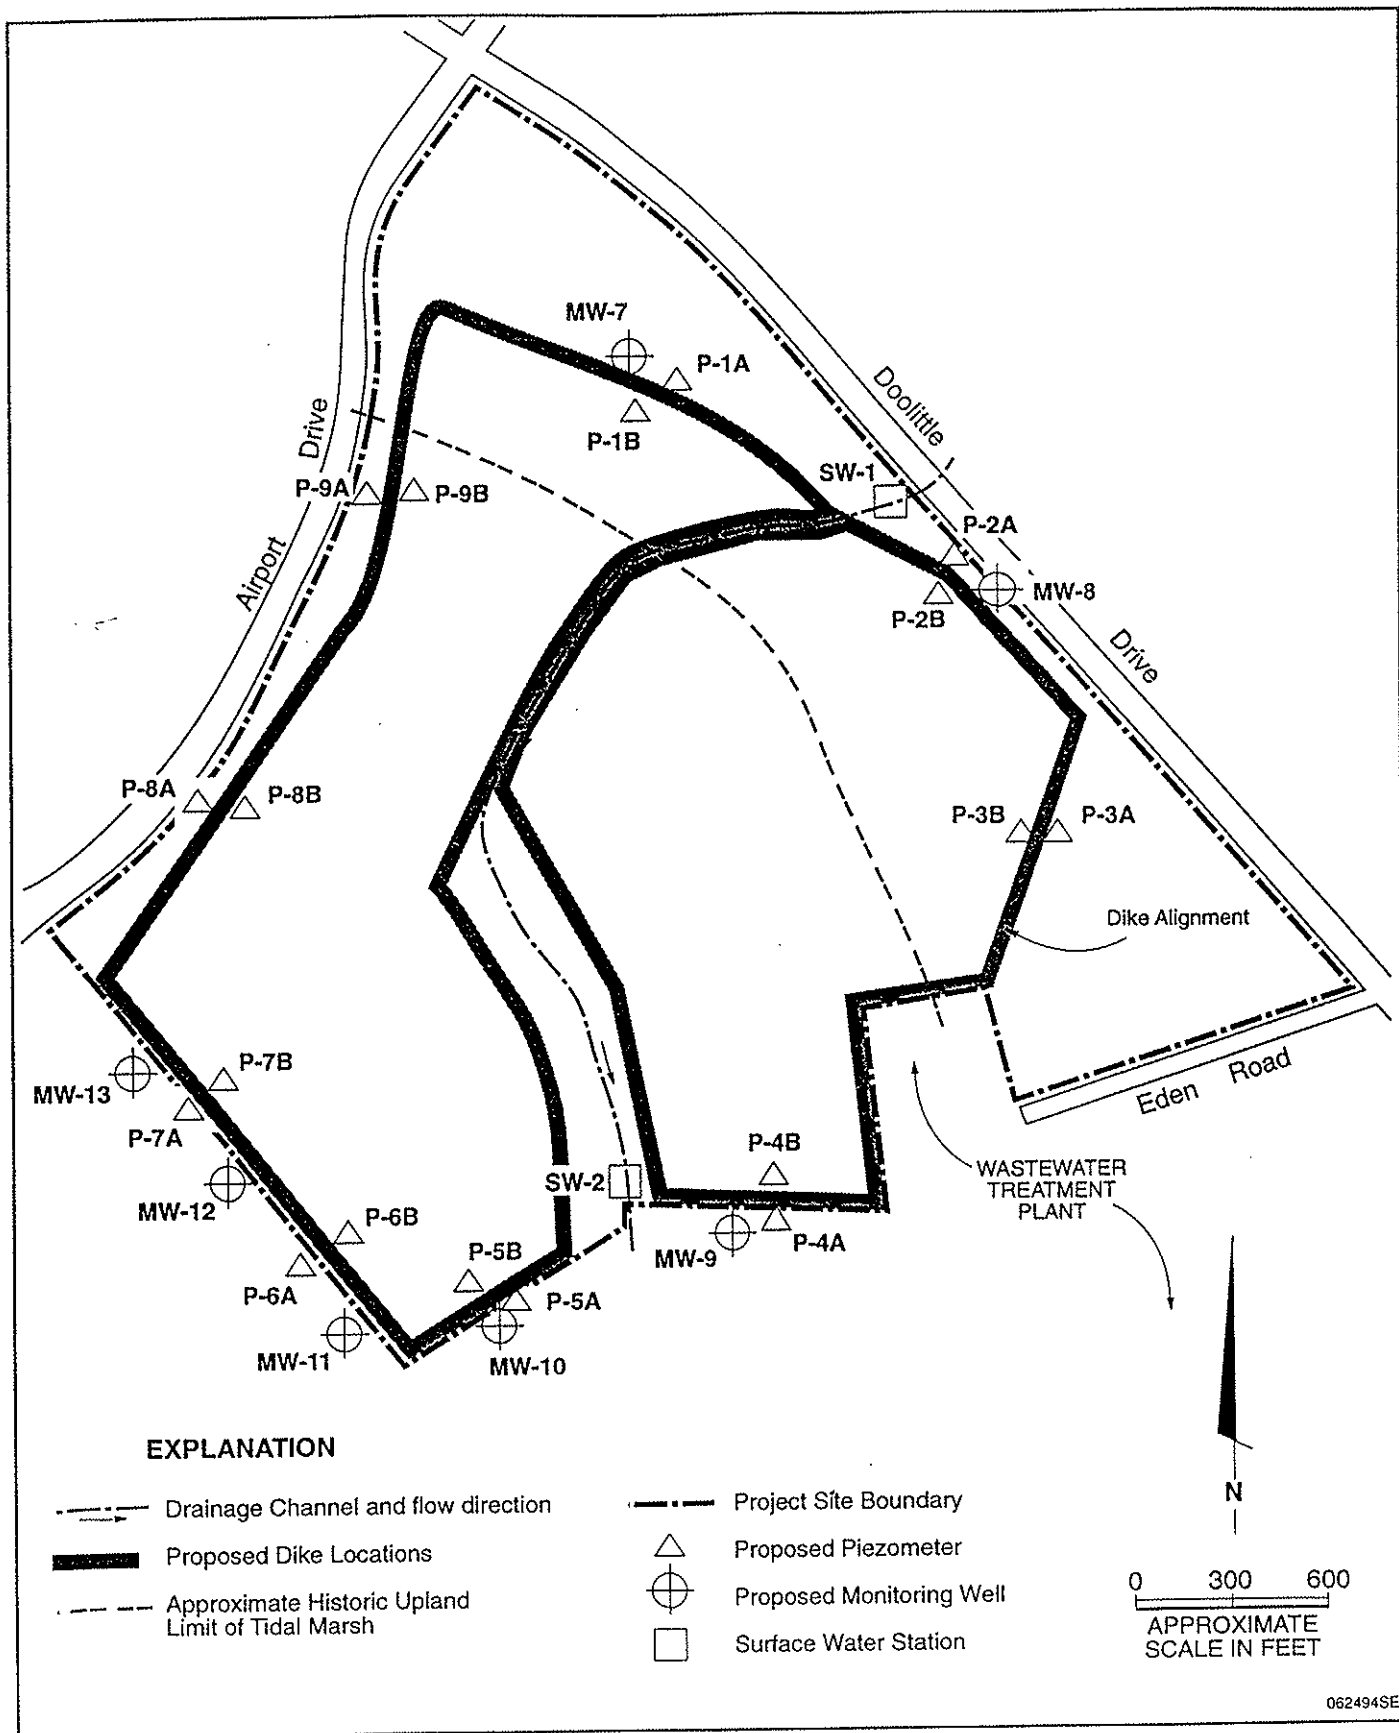 MW-7
P-1A
P-1B
Doolittle
Drive
SW-1
P-9A
P-9B
P-2A
MW-8
P-2B
Airport
Drive
P-8A
P-8B
P-3B
P-3A
Dike Alignment
MW-13
P-7B
P-7A
Eden Road
P-4B
WASTEWATER
TREATMENT
PLANT
SW-2
MW-12
P-6B
P-4A
MW-9
P-5B
P-6A
P-5A
MW-11
MW-10
EXPLANATION
Drainage Channel and flow direction
Proposed Dike Locations
Approximate Historic Upland
Limit of Tidal Marsh
Project Site Boundary
Proposed Piezometer
Proposed Monitoring Well
Surface Water Station
N
0 300 600
APPROXIMATE
SCALE IN FEET
062494SE